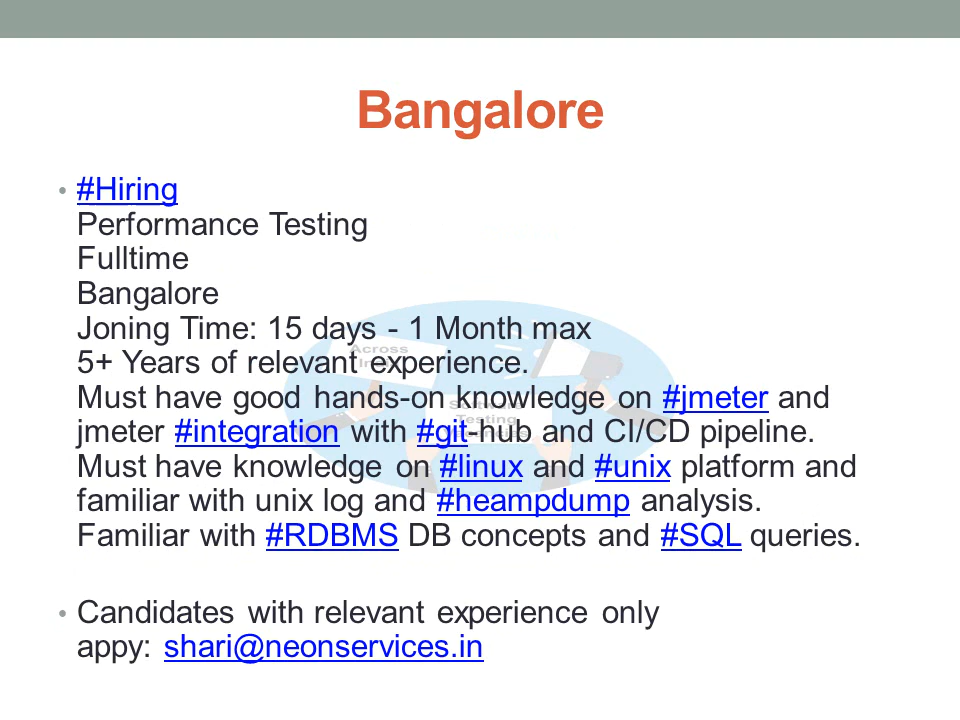 Bangalore
• #Hiring
Performance Testing
Fulltime
Bangalore
Joning Time: 15 days - 1 Month max
5+ Years of relevant experience.
Must have good hands-on knowledge on #jmeter and
jmeter #integration with #git-hub and CI/CD pipeline.
Must have knowledge on #linux and #unix platform and
familiar with unix log and #heampdump analysis.
Familiar with #RDBMS DB concepts and #SQL queries.
• Candidates with relevant experience only
appy: shari@neonservices.in
Across
Testing